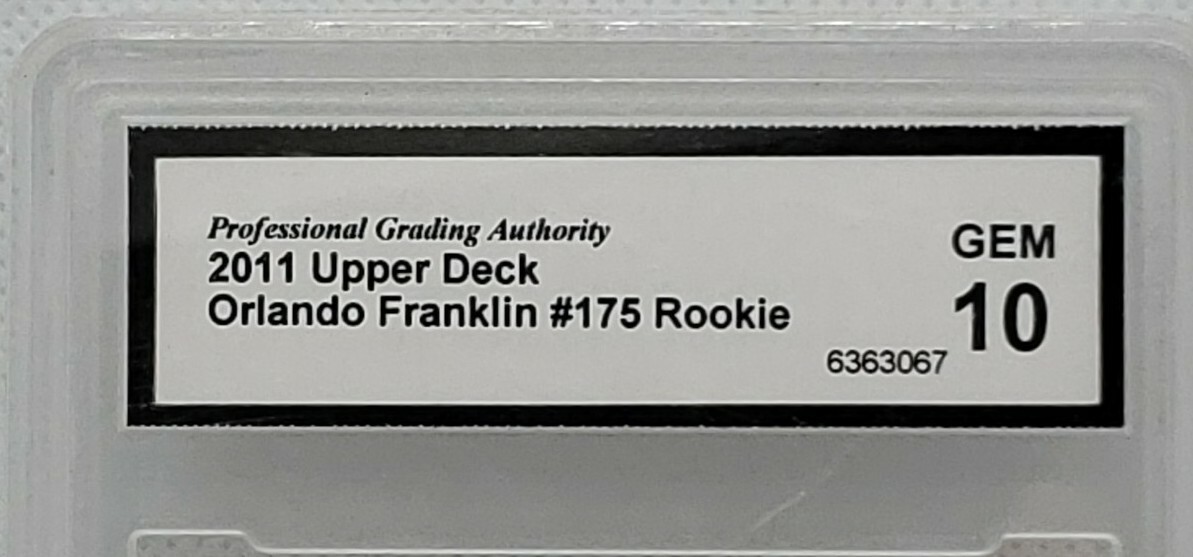 Professional Grading Authority
2011 Upper Deck
Orlando Franklin #175 Rookie
GEM
10
6363067